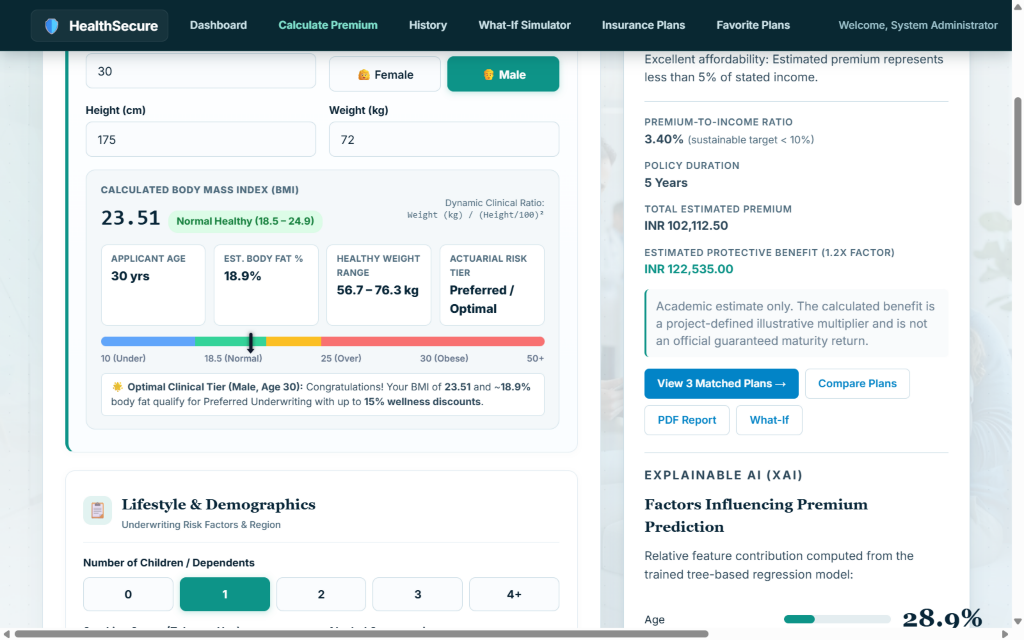 HealthSecure
Dashboard
Calculate Premium
History
What-If Simulator
Insurance Plans
Favorite Plans
Welcome, System Administrator
30
Female
Male
Height (cm)
Weight (kg)
175
72
CALCULATED BODY MASS INDEX (BMI)
23.51
Normal Healthy (18.5 – 24.9)
Dynamic Clinical Ratio:
Weight (kg) / (Height/100)²
APPLICANT AGE
30 yrs
EST. BODY FAT %
18.9%
HEALTHY WEIGHT
RANGE
56.7 – 76.3 kg
ACTUARIAL RISK
TIER
Preferred /
Optimal
10 (Under)
18.5 (Normal)
25 (Over)
30 (Obese)
50+
Optimal Clinical Tier (Male, Age 30): Congratulations! Your BMI of 23.51 and ~18.9%
body fat qualify for Preferred Underwriting with up to 15% wellness discounts.
Lifestyle & Demographics
Underwriting Risk Factors & Region
Number of Children / Dependents
0
1
2
3
4+
Excellent affordability: Estimated premium represents
less than 5% of stated income.
PREMIUM-TO-INCOME RATIO
3.40% (sustainable target < 10%)
POLICY DURATION
5 Years
TOTAL ESTIMATED PREMIUM
INR 102,112.50
ESTIMATED PROTECTIVE BENEFIT (1.2X FACTOR)
INR 122,535.00
Academic estimate only. The calculated benefit is
a project-defined illustrative multiplier and is not
an official guaranteed maturity return.
View 3 Matched Plans →
Compare Plans
PDF Report
What-If
EXPLAINABLE AI (XAI)
Factors Influencing Premium
Prediction
Relative feature contribution computed from the
trained tree-based regression model:
Age
28.9%